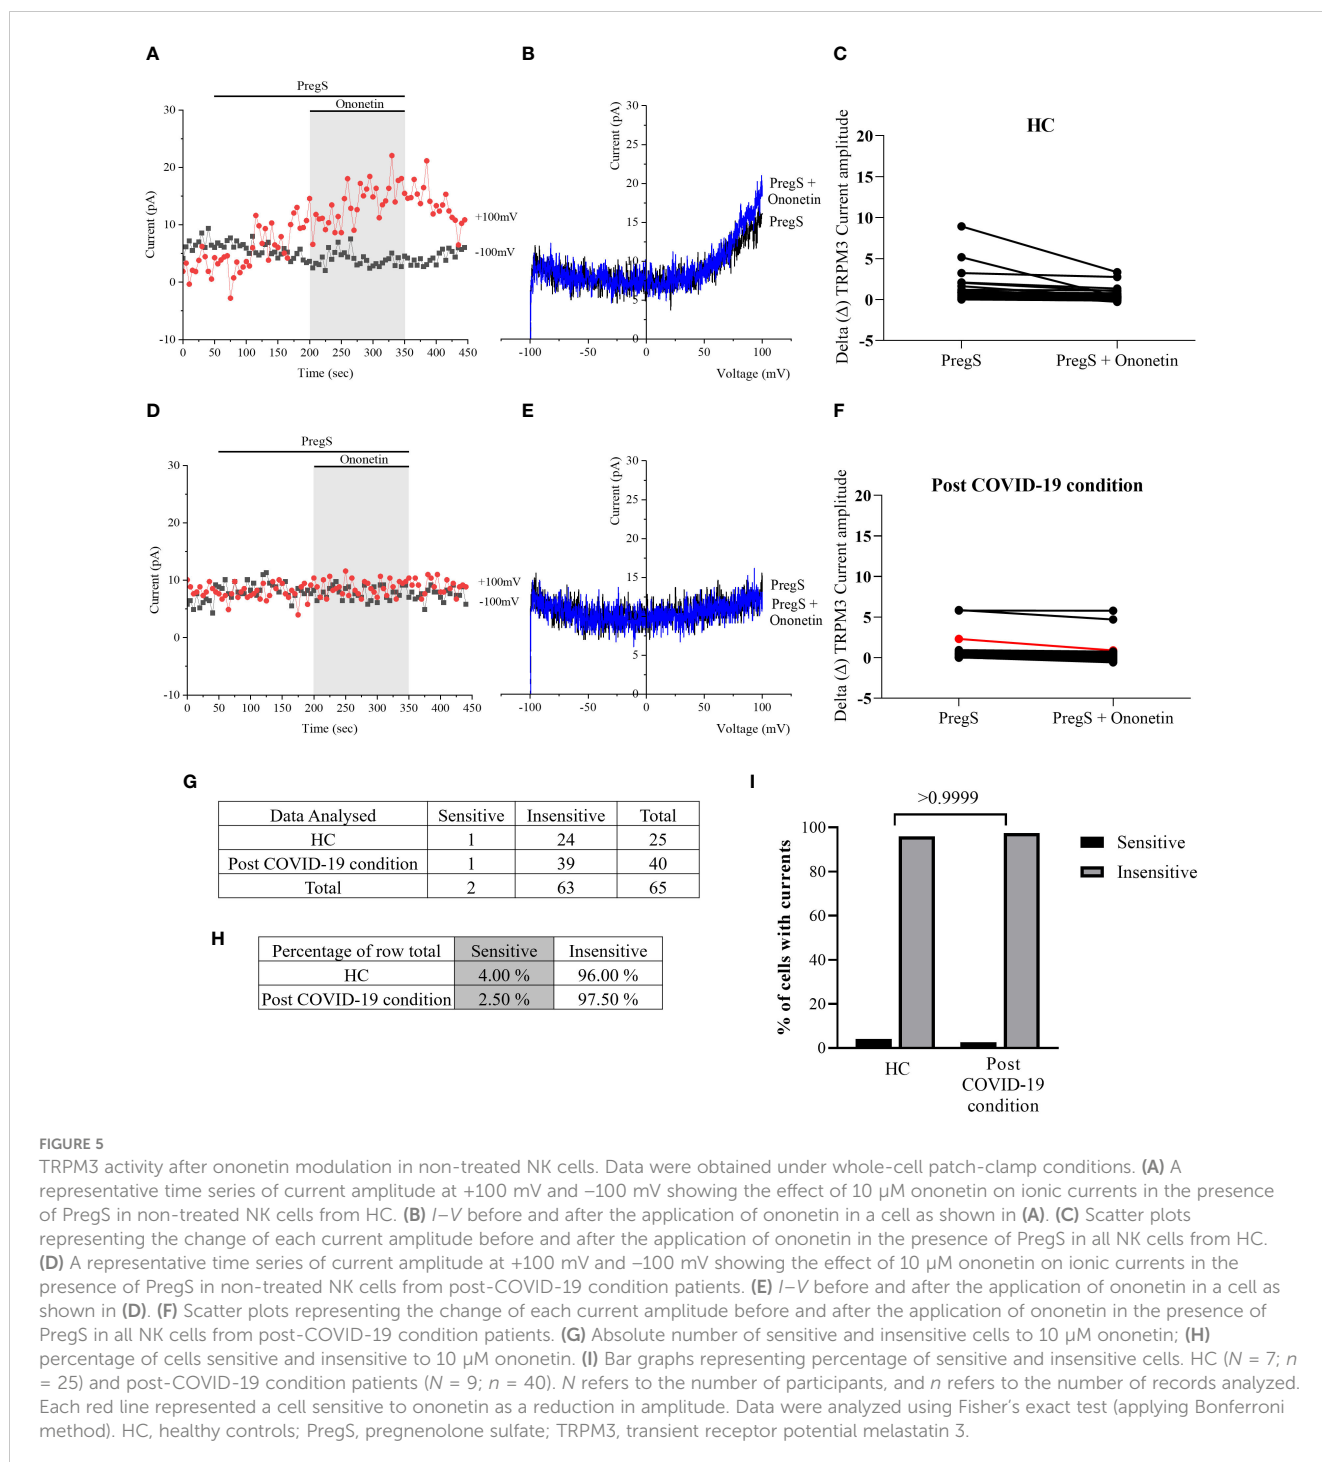 A
PregS
Ononetin
30
20
10
0
-10
Current (pA)
0 50 100 150 200 250 300 350 400 450
Time (sec)
+100mV
-100mV
B
Current (pA)
30
25
20
15
10
5
0
-100 -50 0 50 100
Voltage (mV)
PregS +
Ononetin
PregS
C
HC
Delta (Δ) TRPM3 Current amplitude
20
15
10
5
0
-5
PregS PregS + Ononetin
D
PregS
Ononetin
30
20
10
0
-10
Current (pA)
0 50 100 150 200 250 300 350 400 450
Time (sec)
+100mV
-100mV
E
Current (pA)
30
25
20
15
10
5
0
-100 -50 0 50 100
Voltage (mV)
PregS
PregS +
Ononetin
F
Post COVID-19 condition
Delta (Δ) TRPM3 Current amplitude
20
15
10
5
0
-5
PregS PregS + Ononetin
G
Data Analysed Sensitive Insensitive Total
HC 1 24 25
Post COVID-19 condition 1 39 40
Total 2 63 65
H
Percentage of row total Sensitive Insensitive
HC 4.00 % 96.00 %
Post COVID-19 condition 2.50 % 97.50 %
I
>0.9999
% of cells with currents
100
80
60
40
20
0
HC
Post
COVID-19
condition
Sensitive
Insensitive
FIGURE 5
TRPM3 activity after ononetin modulation in non-treated NK cells. Data were obtained under whole-cell patch-clamp conditions. (A) A
representative time series of current amplitude at +100 mV and −100 mV showing the effect of 10 µM ononetin on ionic currents in the presence
of PregS in non-treated NK cells from HC. (B) I–V before and after the application of ononetin in a cell as shown in (A). (C) Scatter plots
representing the change of each current amplitude before and after the application of ononetin in the presence of PregS in all NK cells from HC.
(D) A representative time series of current amplitude at +100 mV and −100 mV showing the effect of 10 µM ononetin on ionic currents in the
presence of PregS in non-treated NK cells from post-COVID-19 condition patients. (E) I–V before and after the application of ononetin in a cell as
shown in (D). (F) Scatter plots representing the change of each current amplitude before and after the application of ononetin in the presence of
PregS in all NK cells from post-COVID-19 condition patients. (G) Absolute number of sensitive and insensitive cells to 10 µM ononetin; (H)
percentage of cells sensitive and insensitive to 10 µM ononetin. (I) Bar graphs representing percentage of sensitive and insensitive cells. HC (N = 7; n
= 25) and post-COVID-19 condition patients (N = 9; n = 40). N refers to the number of participants, and n refers to the number of records analyzed.
Each red line represented a cell sensitive to ononetin as a reduction in amplitude. Data were analyzed using Fisher's exact test (applying Bonferroni
method). HC, healthy controls; PregS, pregnenolone sulfate; TRPM3, transient receptor potential melastatin 3.